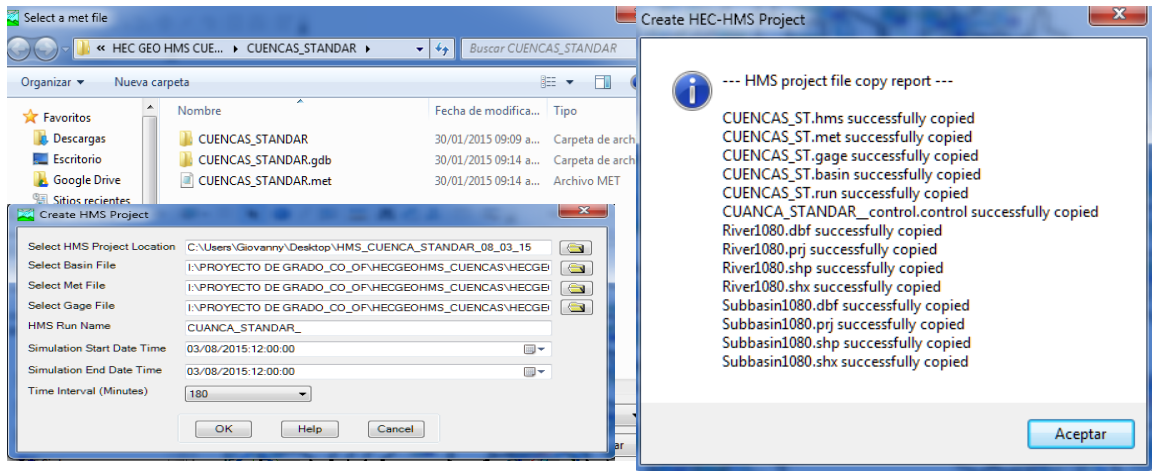 Select a met file
« HEC GEO HMS CUE... ▸ CUENCAS_STANDAR ▸
Buscar CUENCAS_STANDAR
Organizar ▾ Nueva carpeta
Favoritos
Descargas
Escritorio
Google Drive
Sitios recientes
Nombre Fecha de modifica... Tipo
CUENCAS_STANDAR 30/01/2015 09:09 a... Carpeta de arch
CUENCAS_STANDAR.gdb 30/01/2015 09:14 a... Carpeta de arch
CUENCAS_STANDAR.met 30/01/2015 09:14 a... Archivo MET
Create HMS Project
Select HMS Project Location C:\Users\Giovanny\Desktop\HMS_CUENCA_STANDAR_08_03_15
Select Basin File I:\PROYECTO DE GRADO_CO_OF\HECGEOHMS_CUENCAS\HECGEI
Select Met File I:\PROYECTO DE GRADO_CO_OF\HECGEOHMS_CUENCAS\HECGEI
Select Gage File I:\PROYECTO DE GRADO_CO_OF\HECGEOHMS_CUENCAS\HECGEI
HMS Run Name CUANCA_STANDAR_
Simulation Start Date Time 03/08/2015:12:00:00
Simulation End Date Time 03/08/2015:12:00:00
Time Interval (Minutes) 180
OK Help Cancel
ar
Create HEC-HMS Project
--- HMS project file copy report ---
CUENCAS_ST.hms successfully copied
CUENCAS_ST.met successfully copied
CUENCAS_ST.gage successfully copied
CUENCAS_ST.basin successfully copied
CUENCAS_ST.run successfully copied
CUANCA_STANDAR__control.control successfully copied
River1080.dbf successfully copied
River1080.prj successfully copied
River1080.shp successfully copied
River1080.shx successfully copied
Subbasin1080.dbf successfully copied
Subbasin1080.prj successfully copied
Subbasin1080.shp successfully copied
Subbasin1080.shx successfully copied
Aceptar